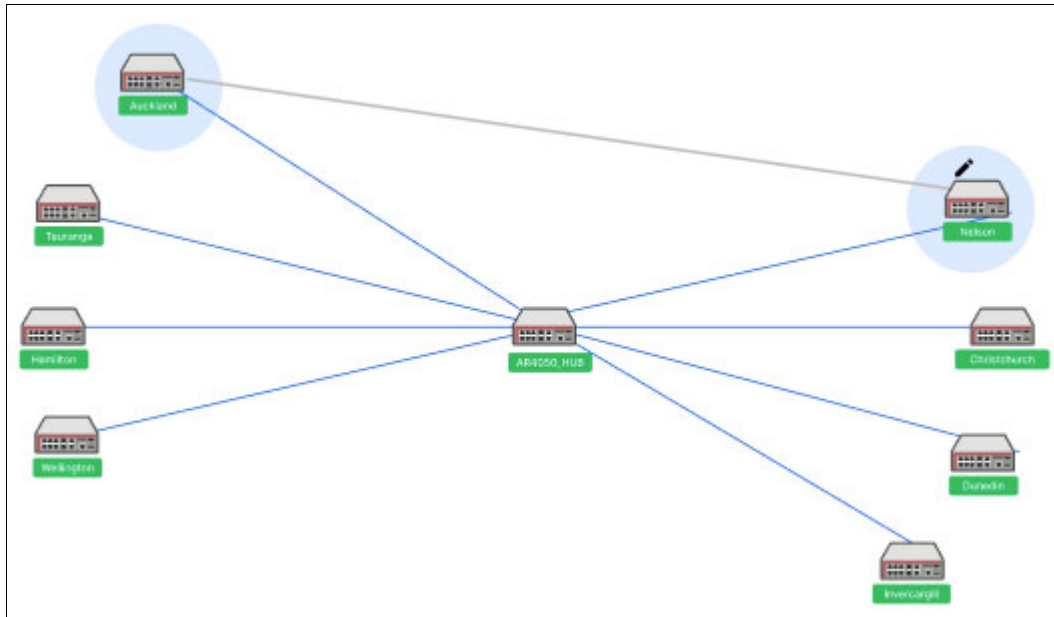 Auckland
Nelson
Tauranga
Hamilton
AR4050_HUB
Christchurch
Wellington
Dunedin
Invercargill